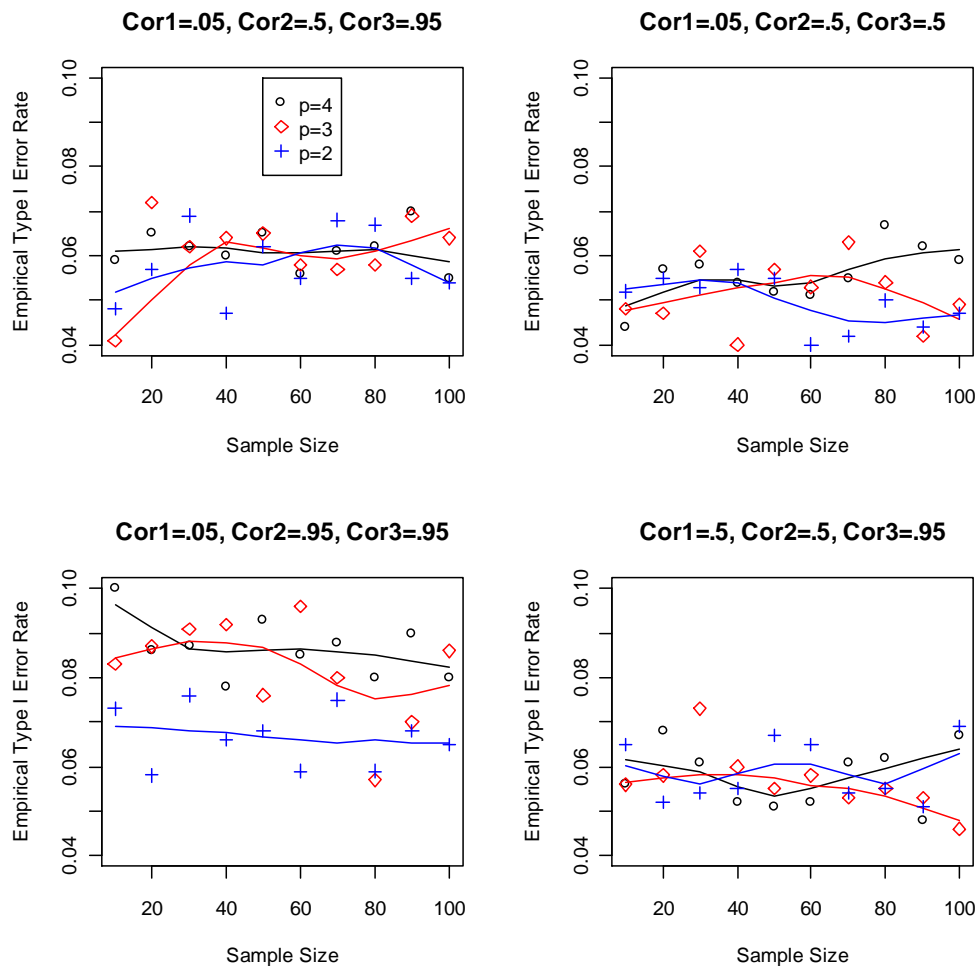 Cor1=.05, Cor2=.5, Cor3=.95
Empirical Type I Error Rate
0.04 0.06 0.08 0.10
p=4
p=3
p=2
20 40 60 80 100
Sample Size
Cor1=.05, Cor2=.5, Cor3=.5
Empirical Type I Error Rate
0.04 0.06 0.08 0.10
20 40 60 80 100
Sample Size
Cor1=.05, Cor2=.95, Cor3=.95
Empirical Type I Error Rate
0.04 0.06 0.08 0.10
20 40 60 80 100
Sample Size
Cor1=.5, Cor2=.5, Cor3=.95
Empirical Type I Error Rate
0.04 0.06 0.08 0.10
20 40 60 80 100
Sample Size